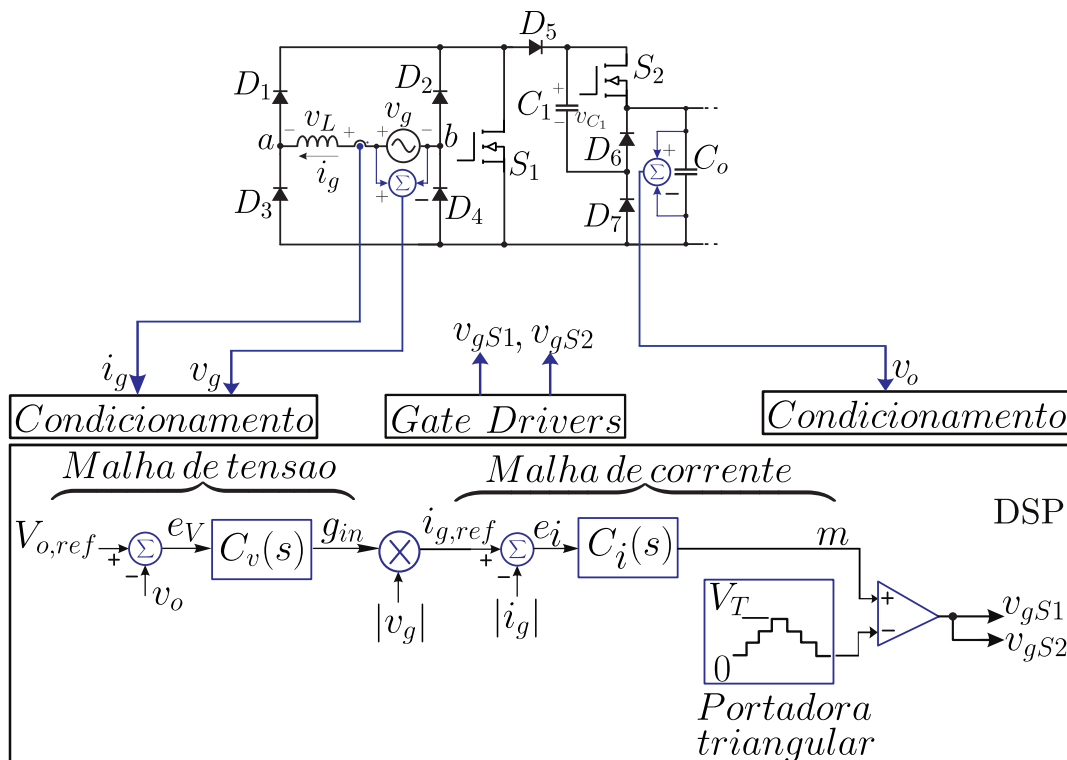 D5
D1
D2
S2
vL
vg
C1
vC1
a
b
S1
D6
Co
ig
D3
D4
D7
vgS1, vgS2
ig
vg
vo
Condicionamento
Gate Drivers
Condicionamento
Malha de tensao
Malha de corrente
DSP
Vo,ref
Σ
eV
Cv(s)
gin
ig,ref
Σ
ei
Ci(s)
m
vo
|vg|
|ig|
VT
0
vgS1
vgS2
Portadora
triangular